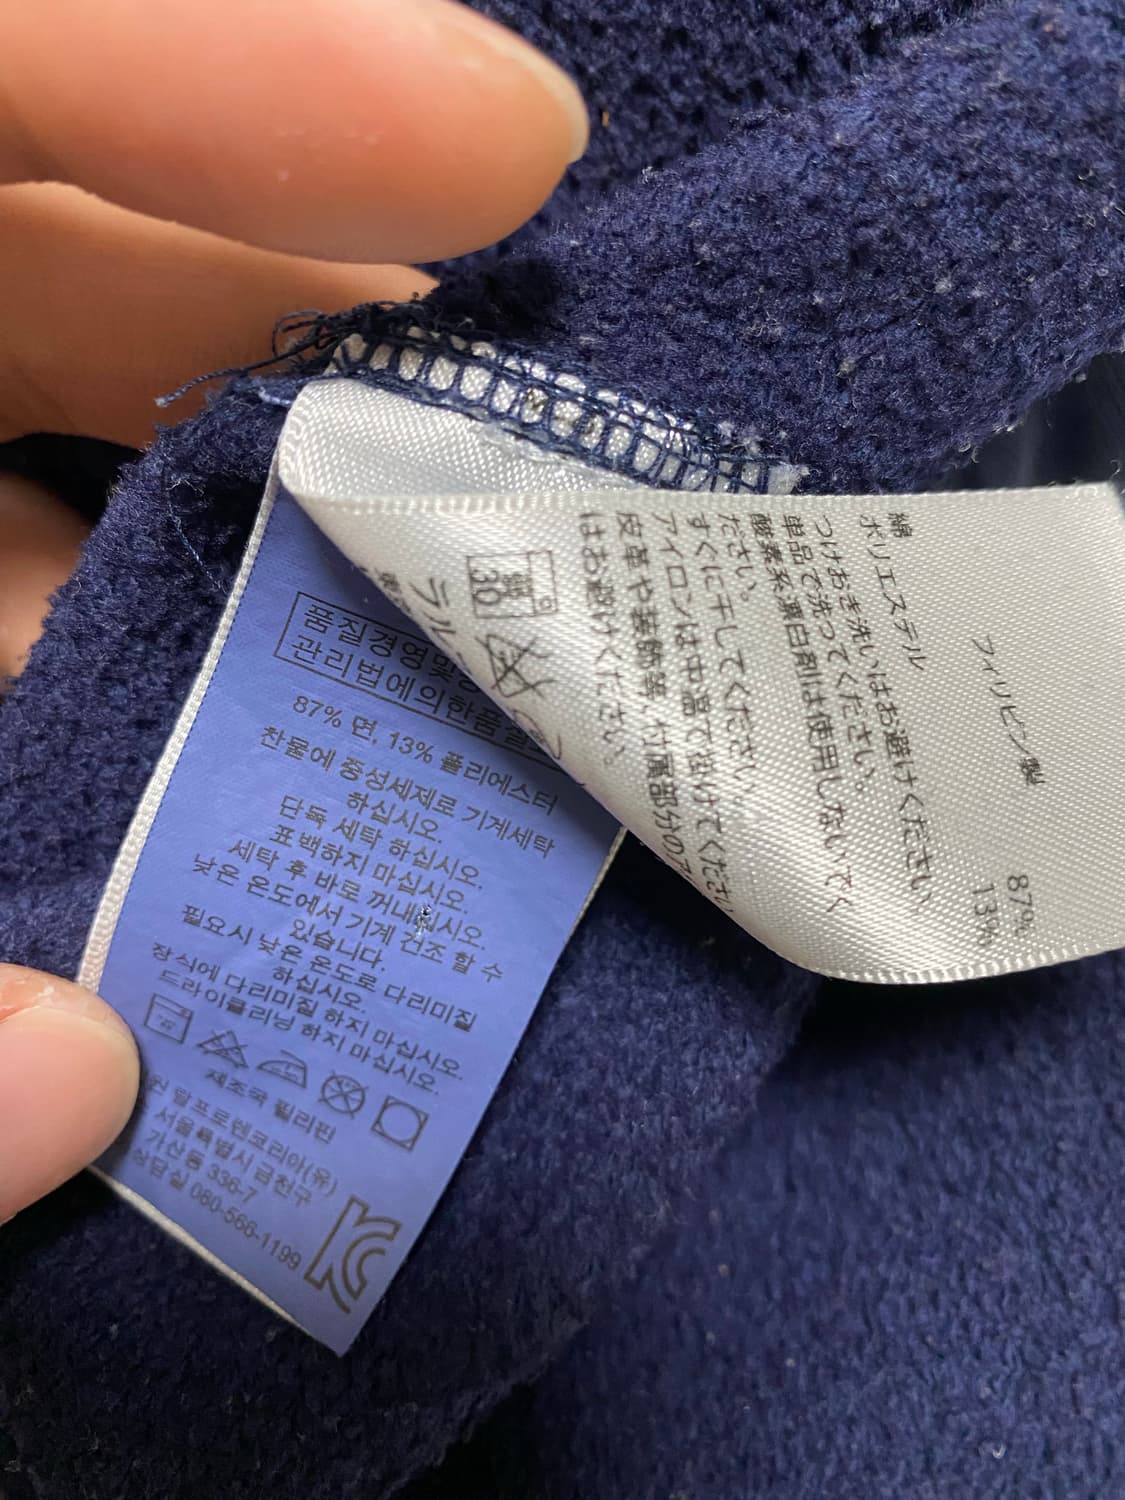 품질경영및
관리법에의한품질
87% 면, 13% 폴리에스터
찬물에 중성세제로 기계세탁
하십시오.
단독 세탁 하십시오.
표백하지 마십시오.
세탁 후 바로 꺼내십시오.
낮은 온도에서 기계 건조 할 수
있습니다.
필요시 낮은 온도로 다리미질
하십시오.
장식에 다리미질 하지 마십시오.
드라이클리닝 하지 마십시오.
제조국 필리핀
랄프로렌코리아(유)
서울특별시 금천구
가산동 336-7
상담실 080-566-1199
フィリピン製
綿 87%
ポリエステル 13%
つけおき洗いはお避けください。
単品で洗ってください。
酸素系漂白剤は使用しないでく
ださい。
すぐに干してください。
アイロンは中温で掛けてください
皮革や装飾等、付属部分のア
はお避けください。
30
ラル